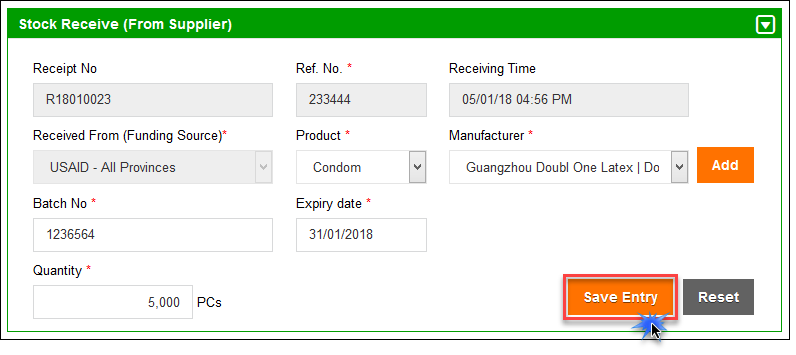 Stock Receive (From Supplier)
Receipt No Ref. No. * Receiving Time
R18010023 233444 05/01/18 04:56 PM
Received From (Funding Source)* Product * Manufacturer *
USAID - All Provinces Condom Guangzhou Doubl One Latex | Do Add
Batch No * Expiry date *
1236564 31/01/2018
Quantity *
5,000 PCs Save Entry Reset